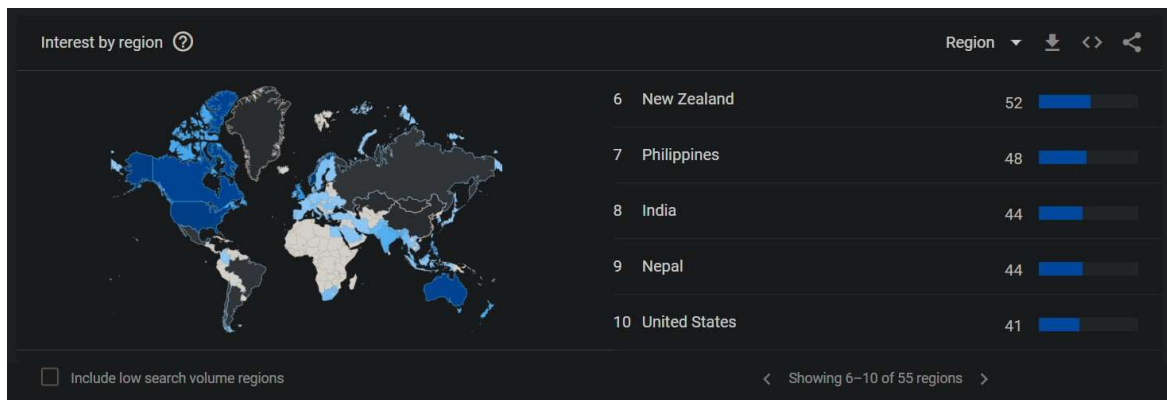 Interest by region ?
Region
6 New Zealand 52
7 Philippines 48
8 India 44
9 Nepal 44
10 United States 41
Include low search volume regions
Showing 6–10 of 55 regions